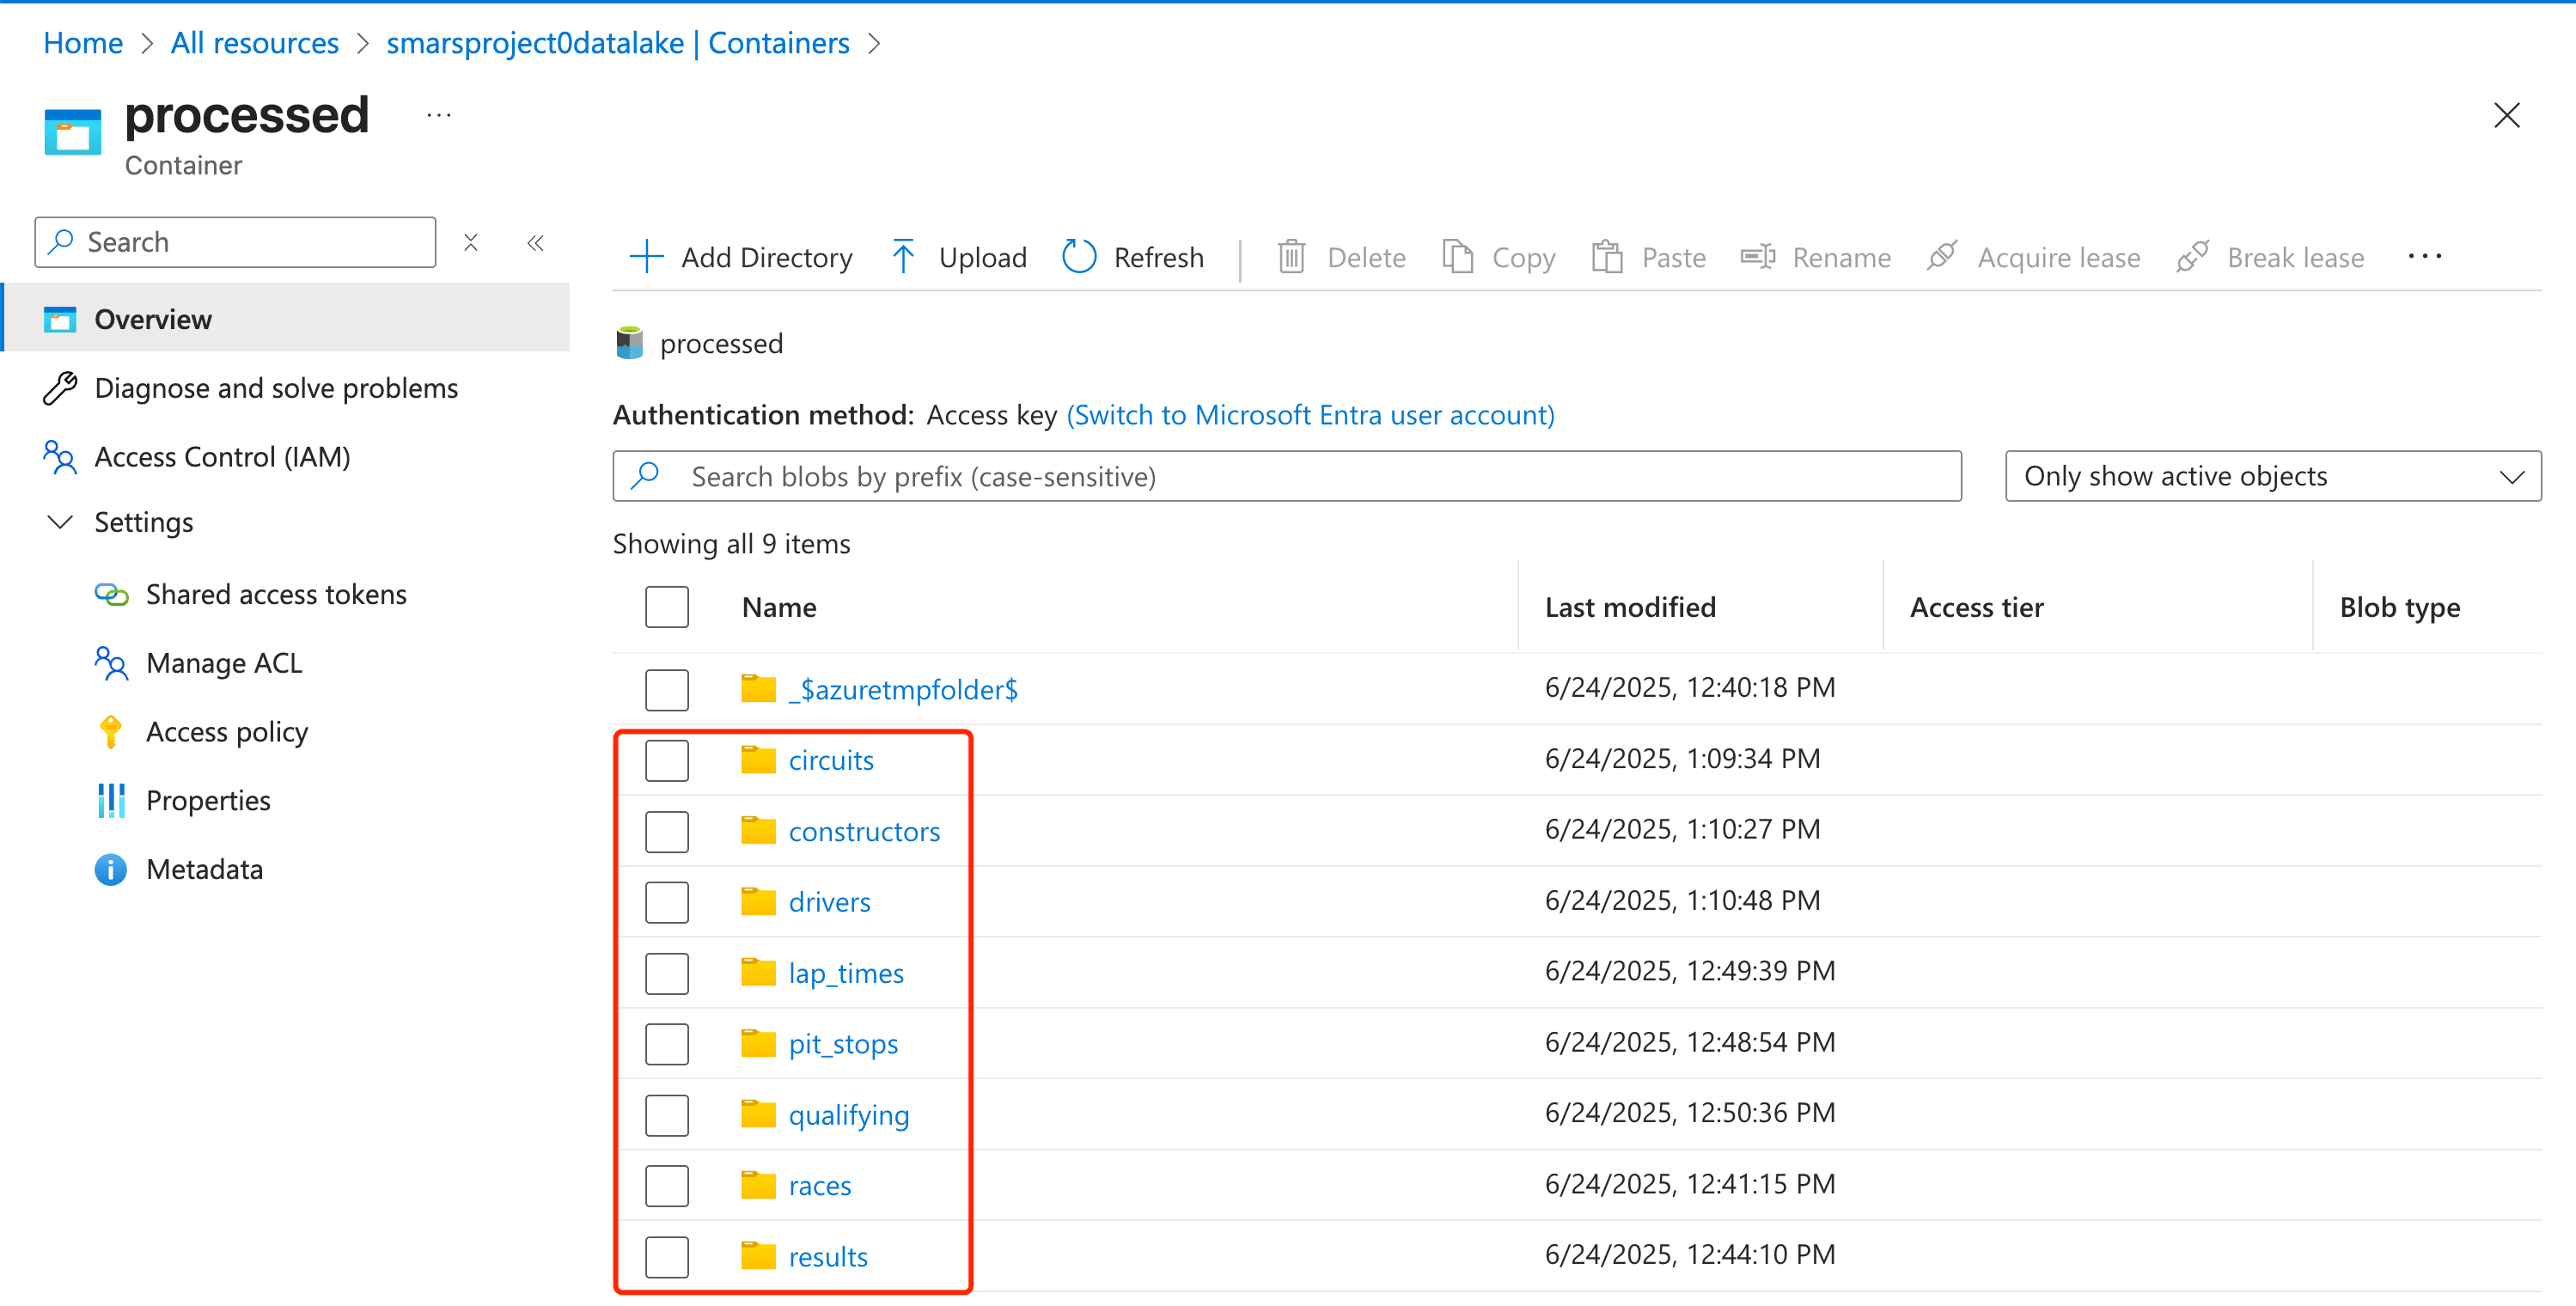 Home > All resources > smarsproject0datalake | Containers >
processed ...
Container
Search
Overview
Diagnose and solve problems
Access Control (IAM)
Settings
Shared access tokens
Manage ACL
Access policy
Properties
Metadata
Add Directory Upload Refresh Delete Copy Paste Rename Acquire lease Break lease ...
processed
Authentication method: Access key (Switch to Microsoft Entra user account)
Search blobs by prefix (case-sensitive) Only show active objects
Showing all 9 items
Name Last modified Access tier Blob type
_$azuretmpfolder$ 6/24/2025, 12:40:18 PM
circuits 6/24/2025, 1:09:34 PM
constructors 6/24/2025, 1:10:27 PM
drivers 6/24/2025, 1:10:48 PM
lap_times 6/24/2025, 12:49:39 PM
pit_stops 6/24/2025, 12:48:54 PM
qualifying 6/24/2025, 12:50:36 PM
races 6/24/2025, 12:41:15 PM
results 6/24/2025, 12:44:10 PM